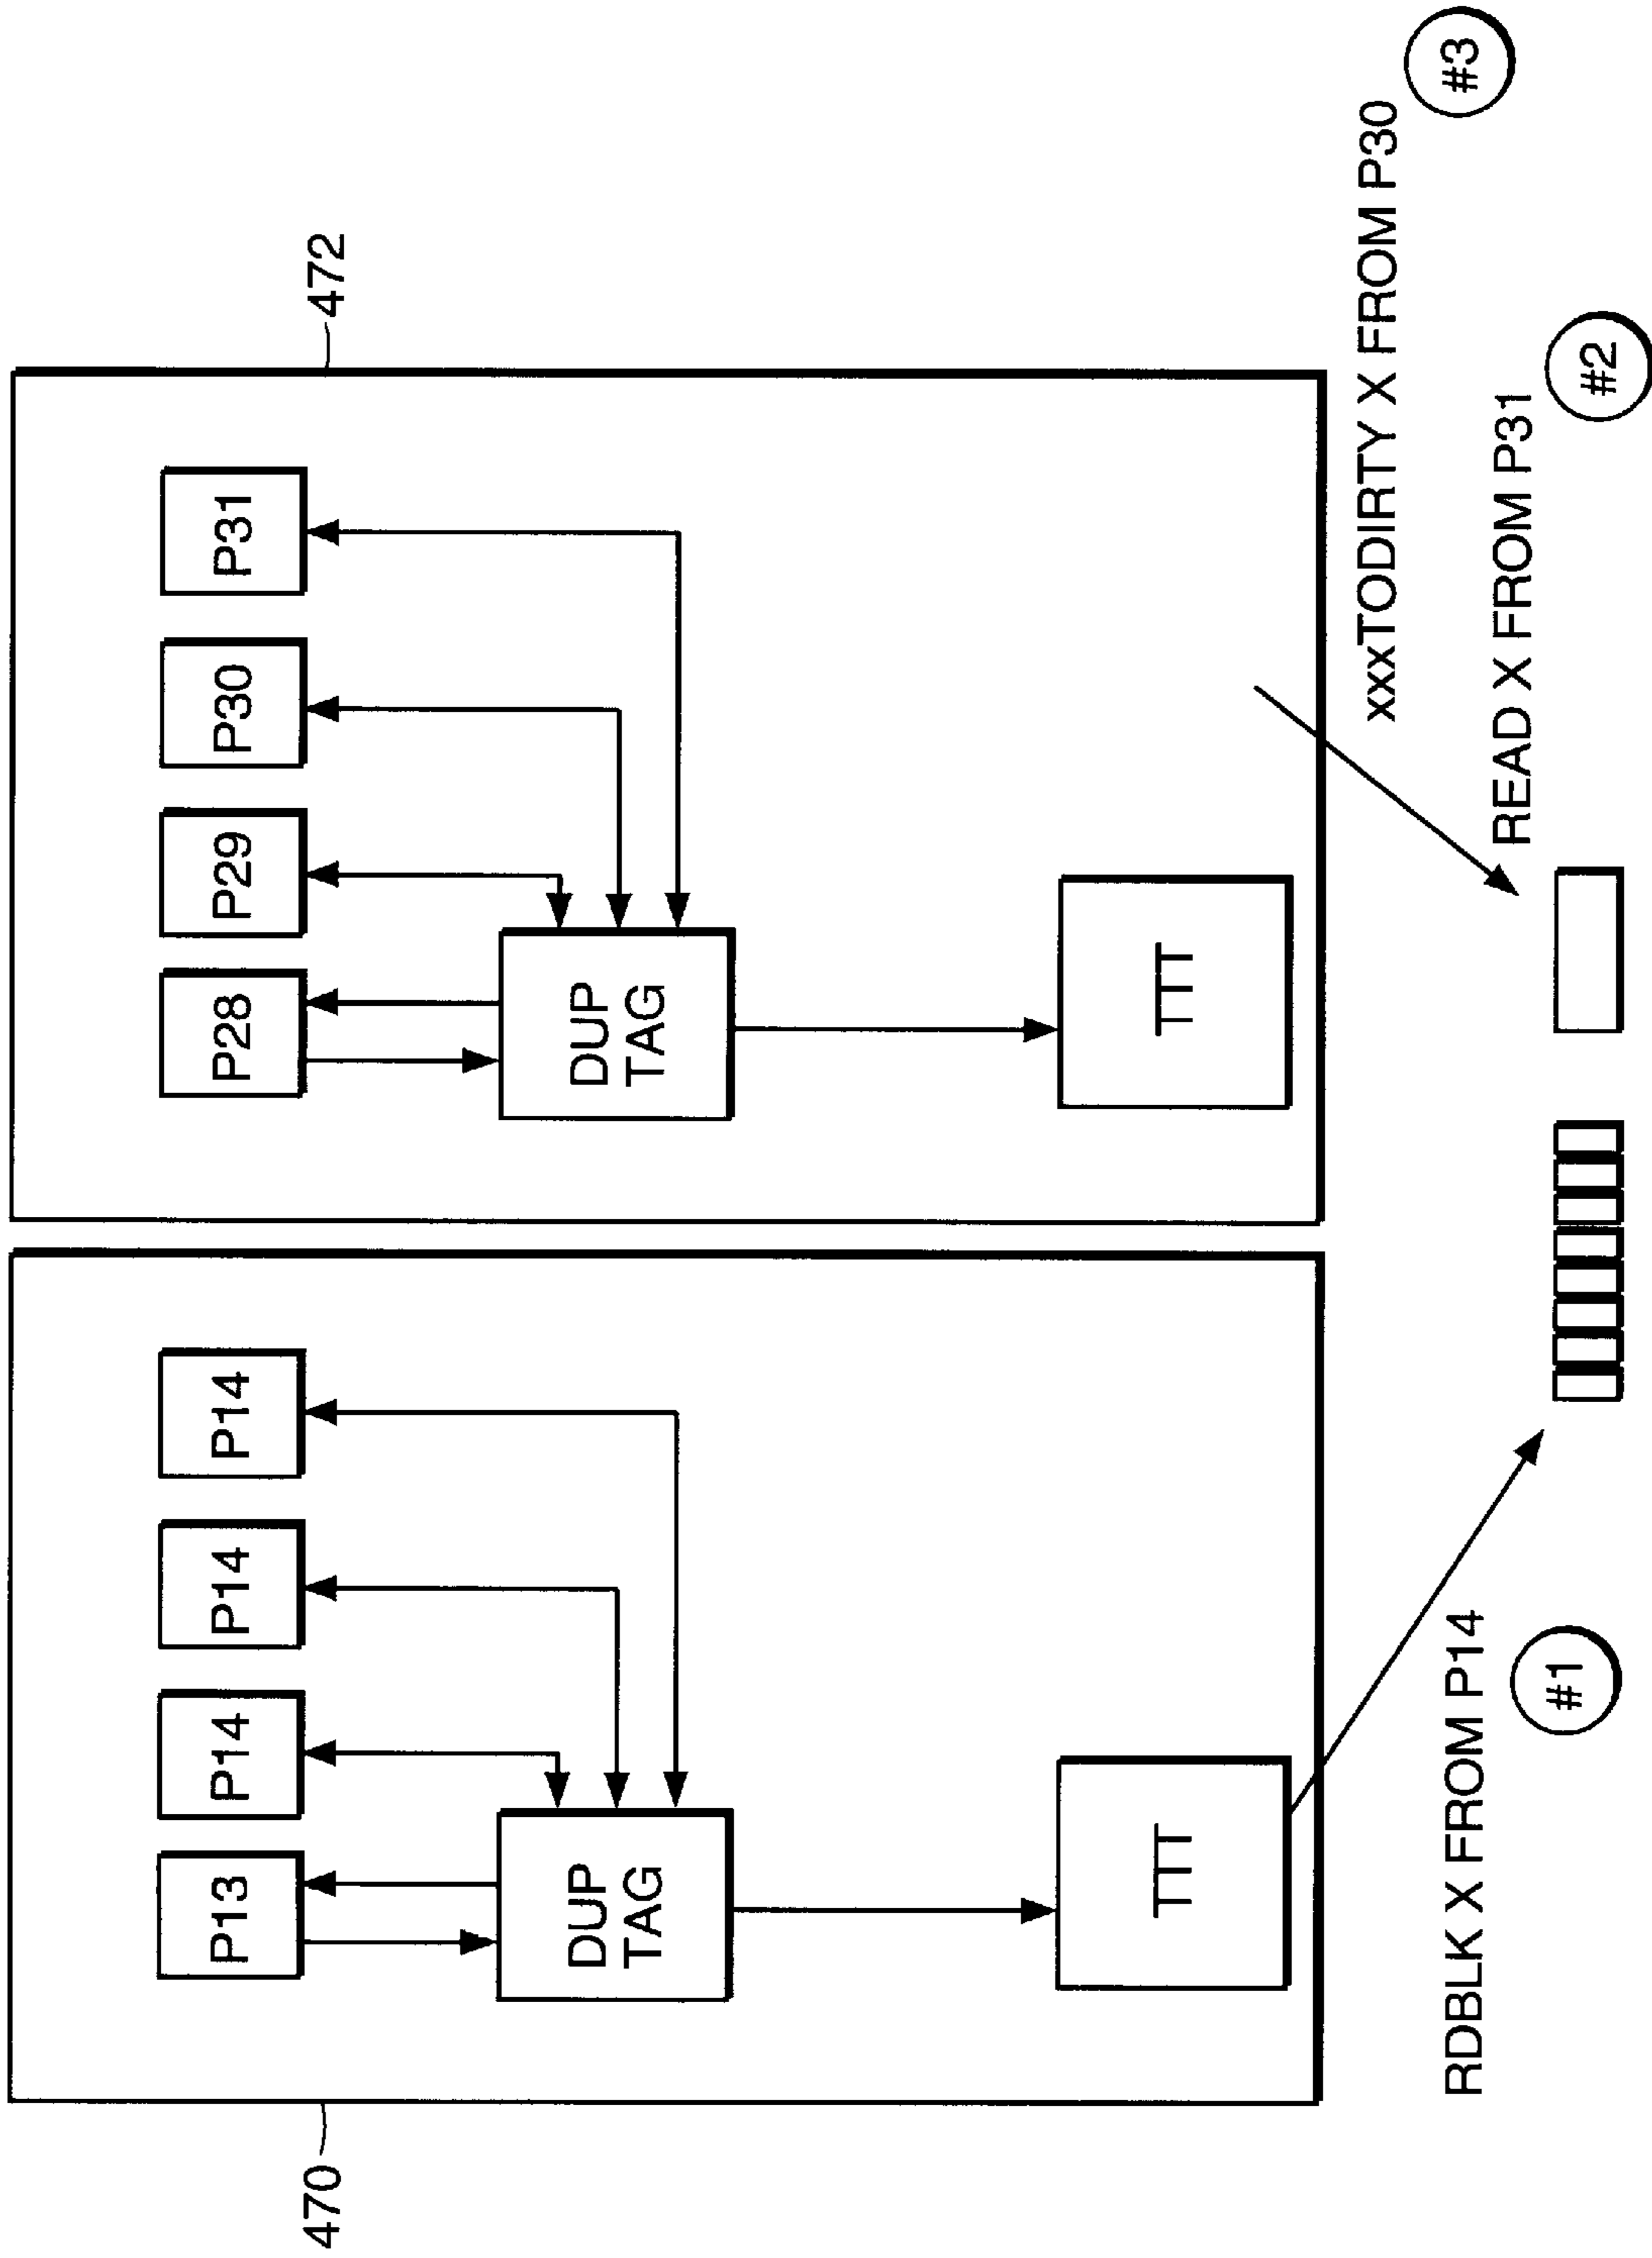 P13
P14
P14
P14
P28
P29
P30
P31
470
472
DUP
TAG
DUP
TAG
TTT
TTT
RDBLK X FROM P14
#1
READ X FROM P31
#2
xxxTODIRTY X FROM P30
#3